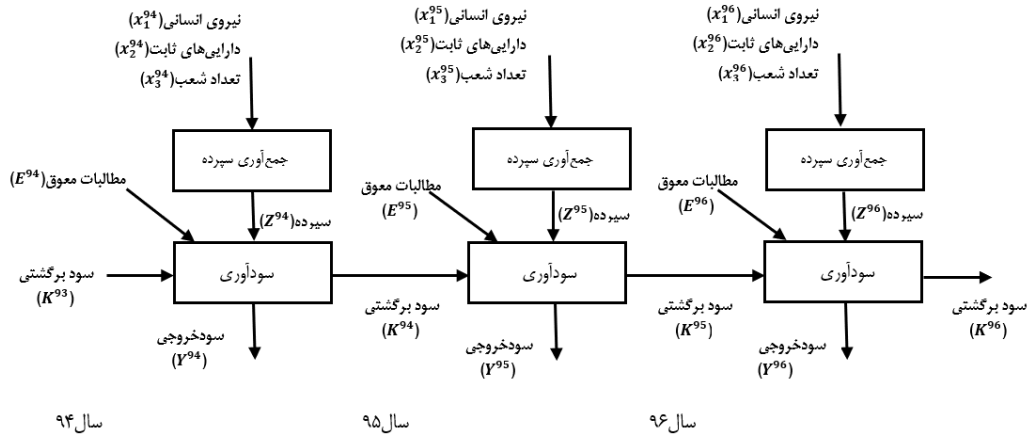 نیروی انسانی(x₁⁹⁴)
دارایی‌های ثابت(x₂⁹⁴)
تعداد شعب(x₃⁹⁴)
جمع‌آوری سپرده
مطالبات معوق(E⁹⁴)
سپرده(Z⁹⁴)
سود برگشتی
(K⁹³)
سودآوری
سودخروجی
(Y⁹⁴)
سود برگشتی
(K⁹⁴)
سال۹۴
نیروی انسانی(x₁⁹⁵)
دارایی‌های ثابت(x₂⁹⁵)
تعداد شعب(x₃⁹⁵)
جمع‌آوری سپرده
مطالبات معوق
(E⁹⁵)
سپرده(Z⁹⁵)
سودآوری
سودخروجی
(Y⁹⁵)
سود برگشتی
(K⁹⁵)
سال۹۵
نیروی انسانی(x₁⁹⁶)
دارایی‌های ثابت(x₂⁹⁶)
تعداد شعب(x₃⁹⁶)
جمع‌آوری سپرده
مطالبات معوق
(E⁹⁶)
سپرده(Z⁹⁶)
سودآوری
سودخروجی
(Y⁹⁶)
سود برگشتی
(K⁹⁶)
سال۹۶